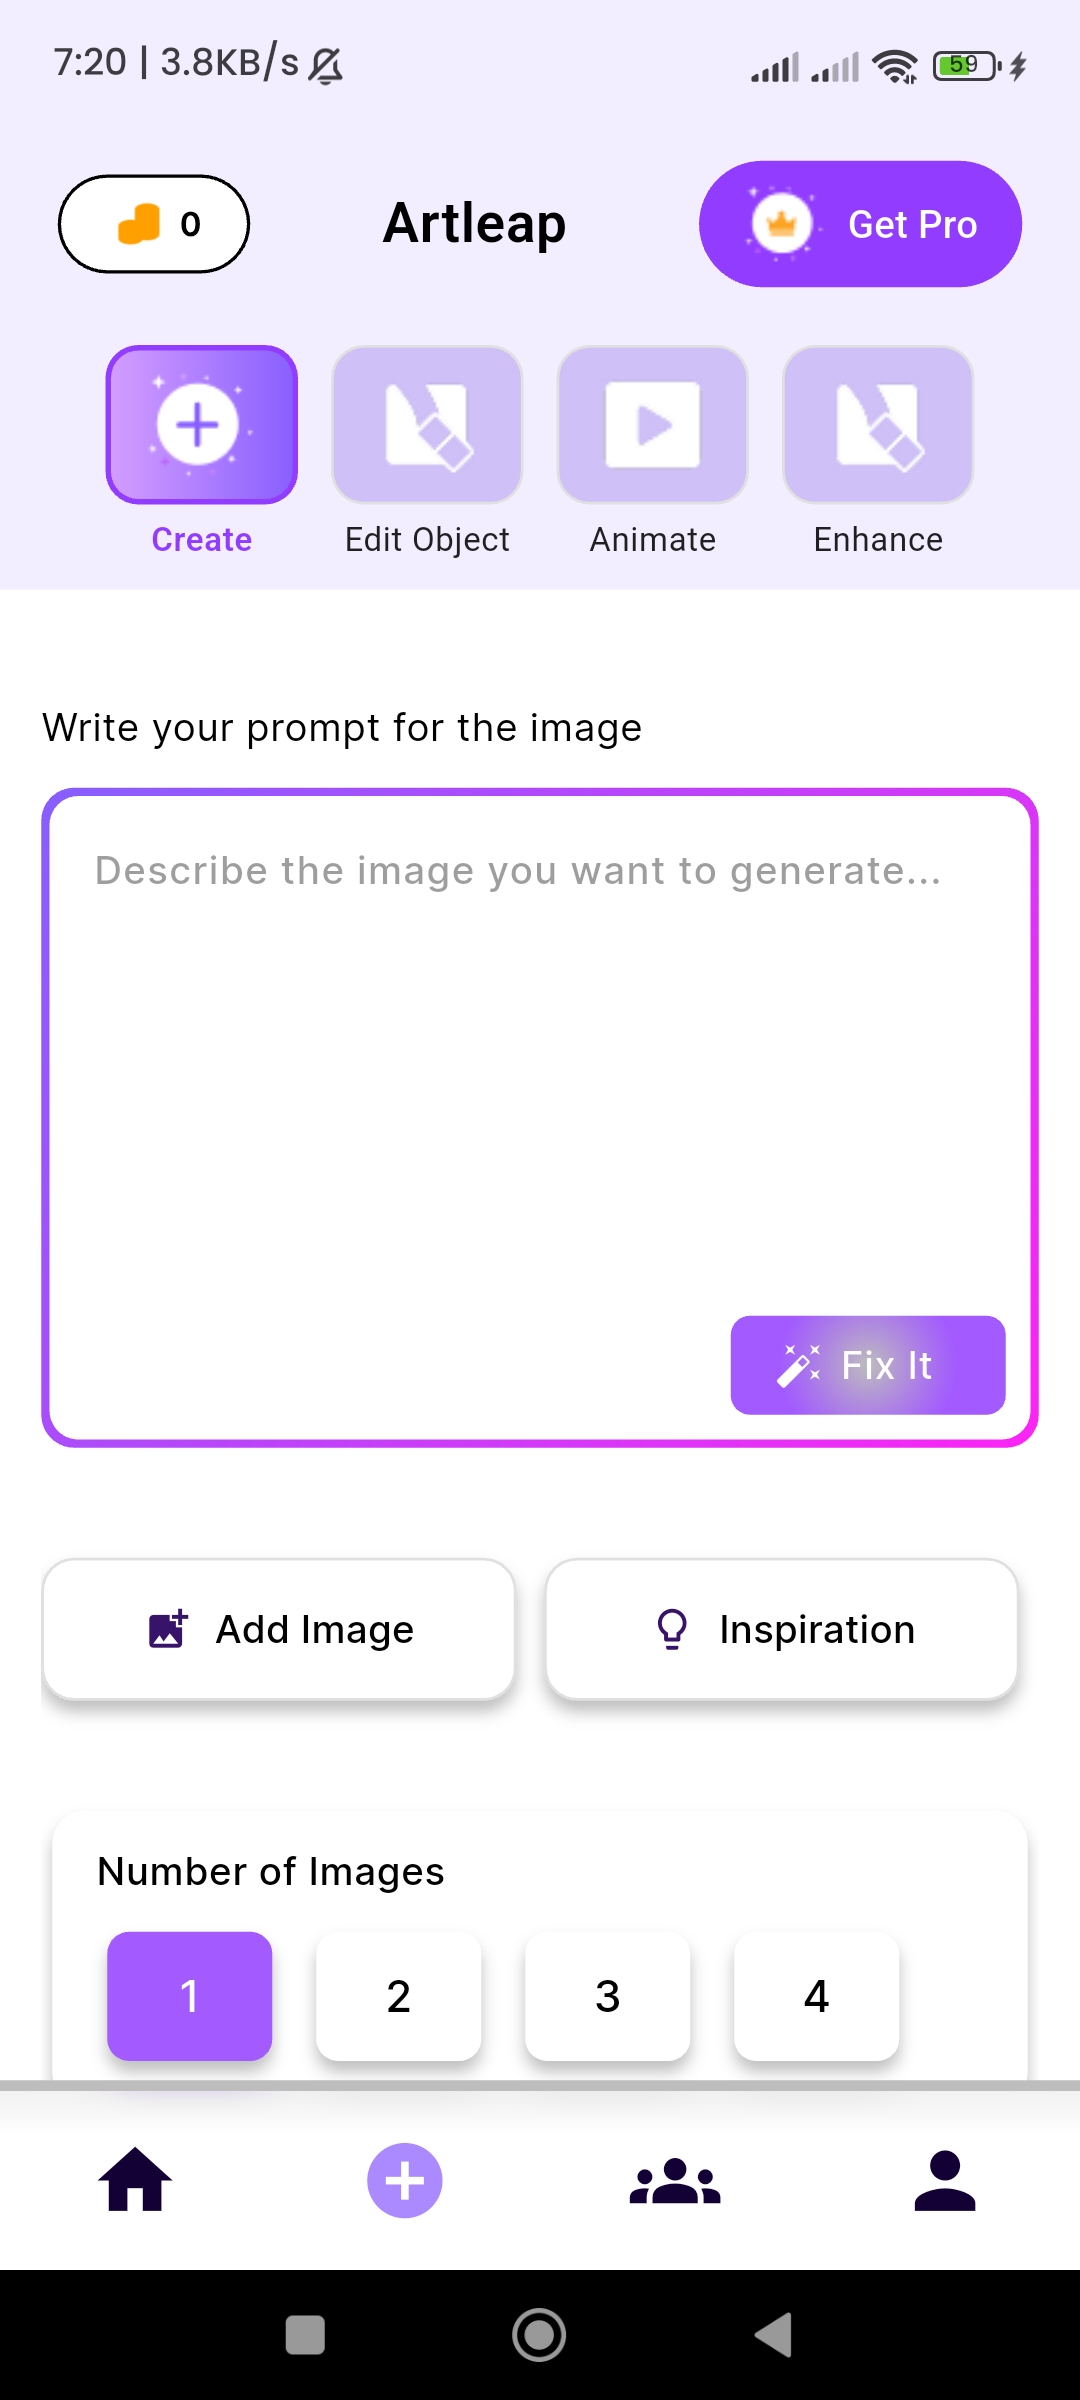 7:20 | 3.8KB/s
59
0
Artleap
Get Pro
Create
Edit Object
Animate
Enhance
Write your prompt for the image
Describe the image you want to generate...
Fix It
Add Image
Inspiration
Number of Images
1
2
3
4